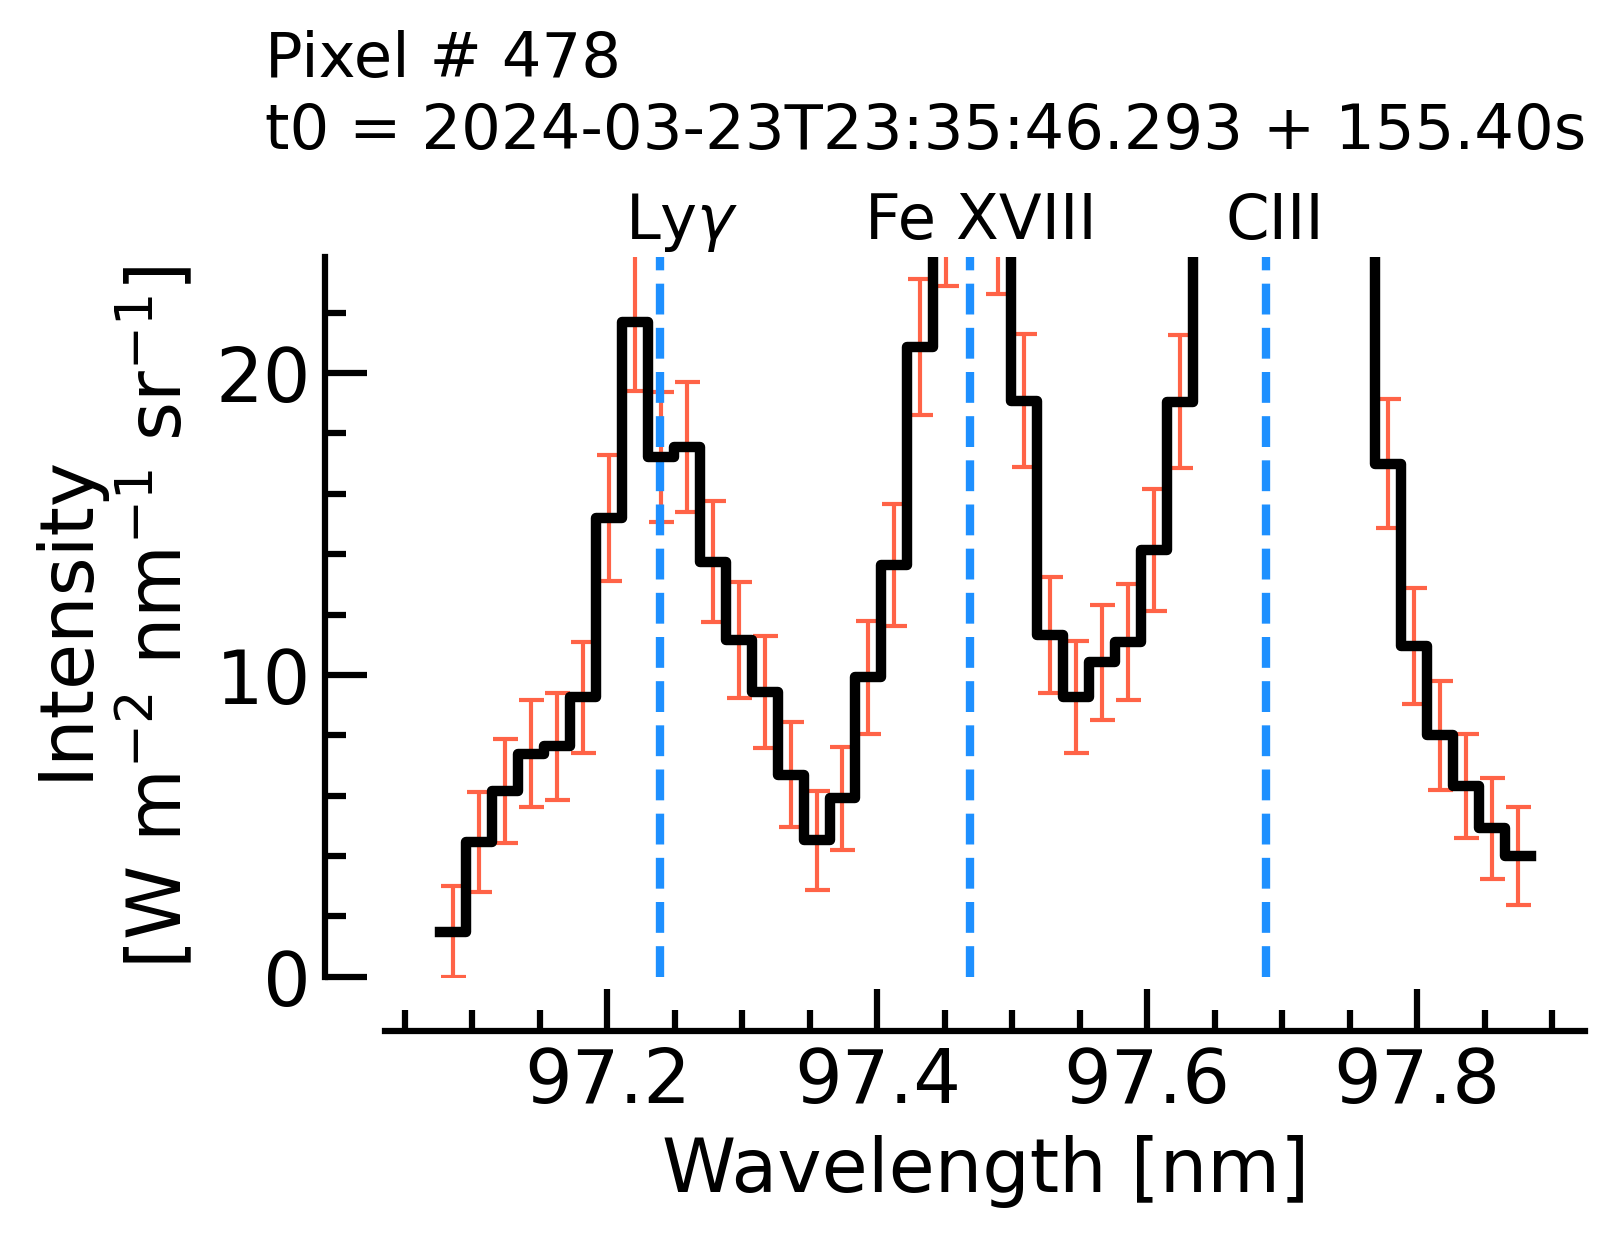 Pixel # 478
t0 = 2024-03-23T23:35:46.293 + 155.40s
Lyγ Fe XVIII CIII
Intensity
[W m⁻² nm⁻¹ sr⁻¹]
20
10
0
97.2 97.4 97.6 97.8
Wavelength [nm]